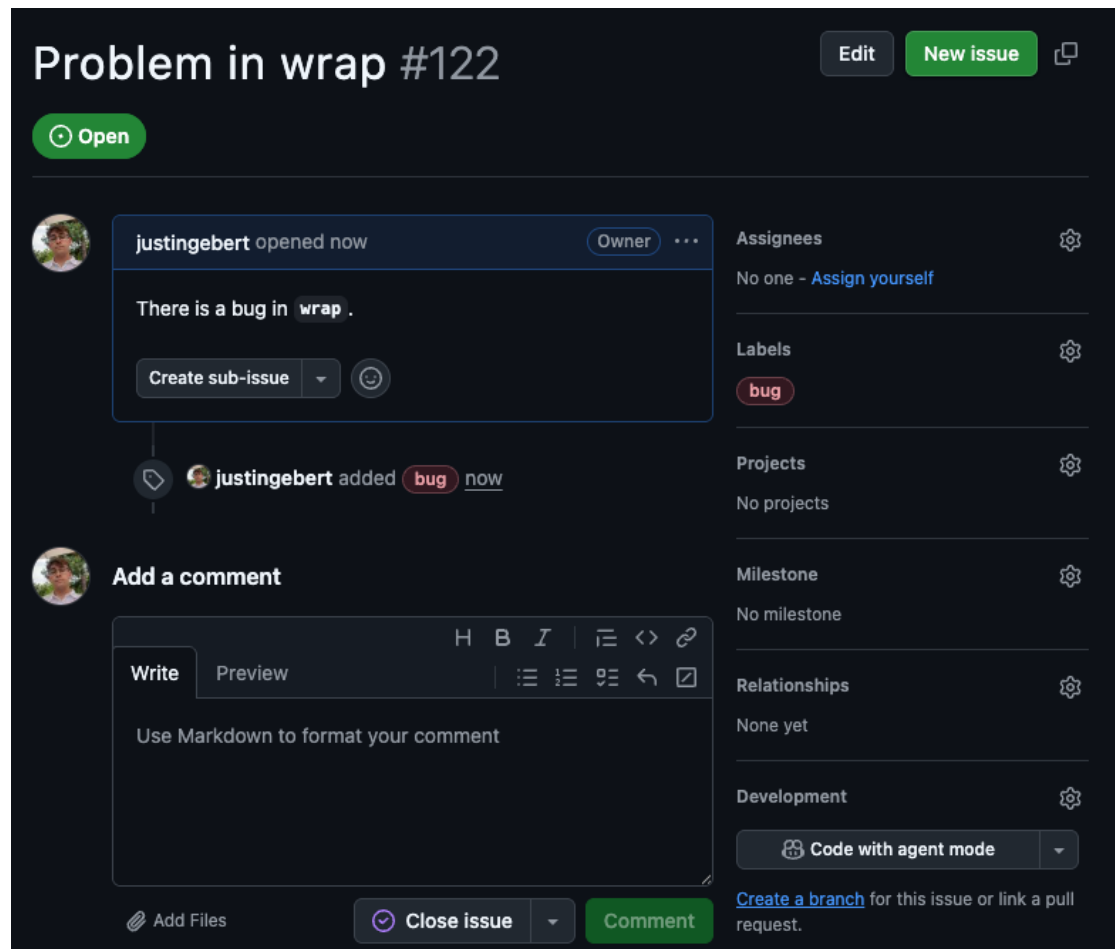 Problem in wrap #122
Edit
New issue
Open
justingebert opened now
Owner
There is a bug in wrap.
Create sub-issue
justingebert added bug now
Add a comment
H B I
Write
Preview
Use Markdown to format your comment
Add Files
Close issue
Comment
Assignees
No one - Assign yourself
Labels
bug
Projects
No projects
Milestone
No milestone
Relationships
None yet
Development
Code with agent mode
Create a branch for this issue or link a pull
request.